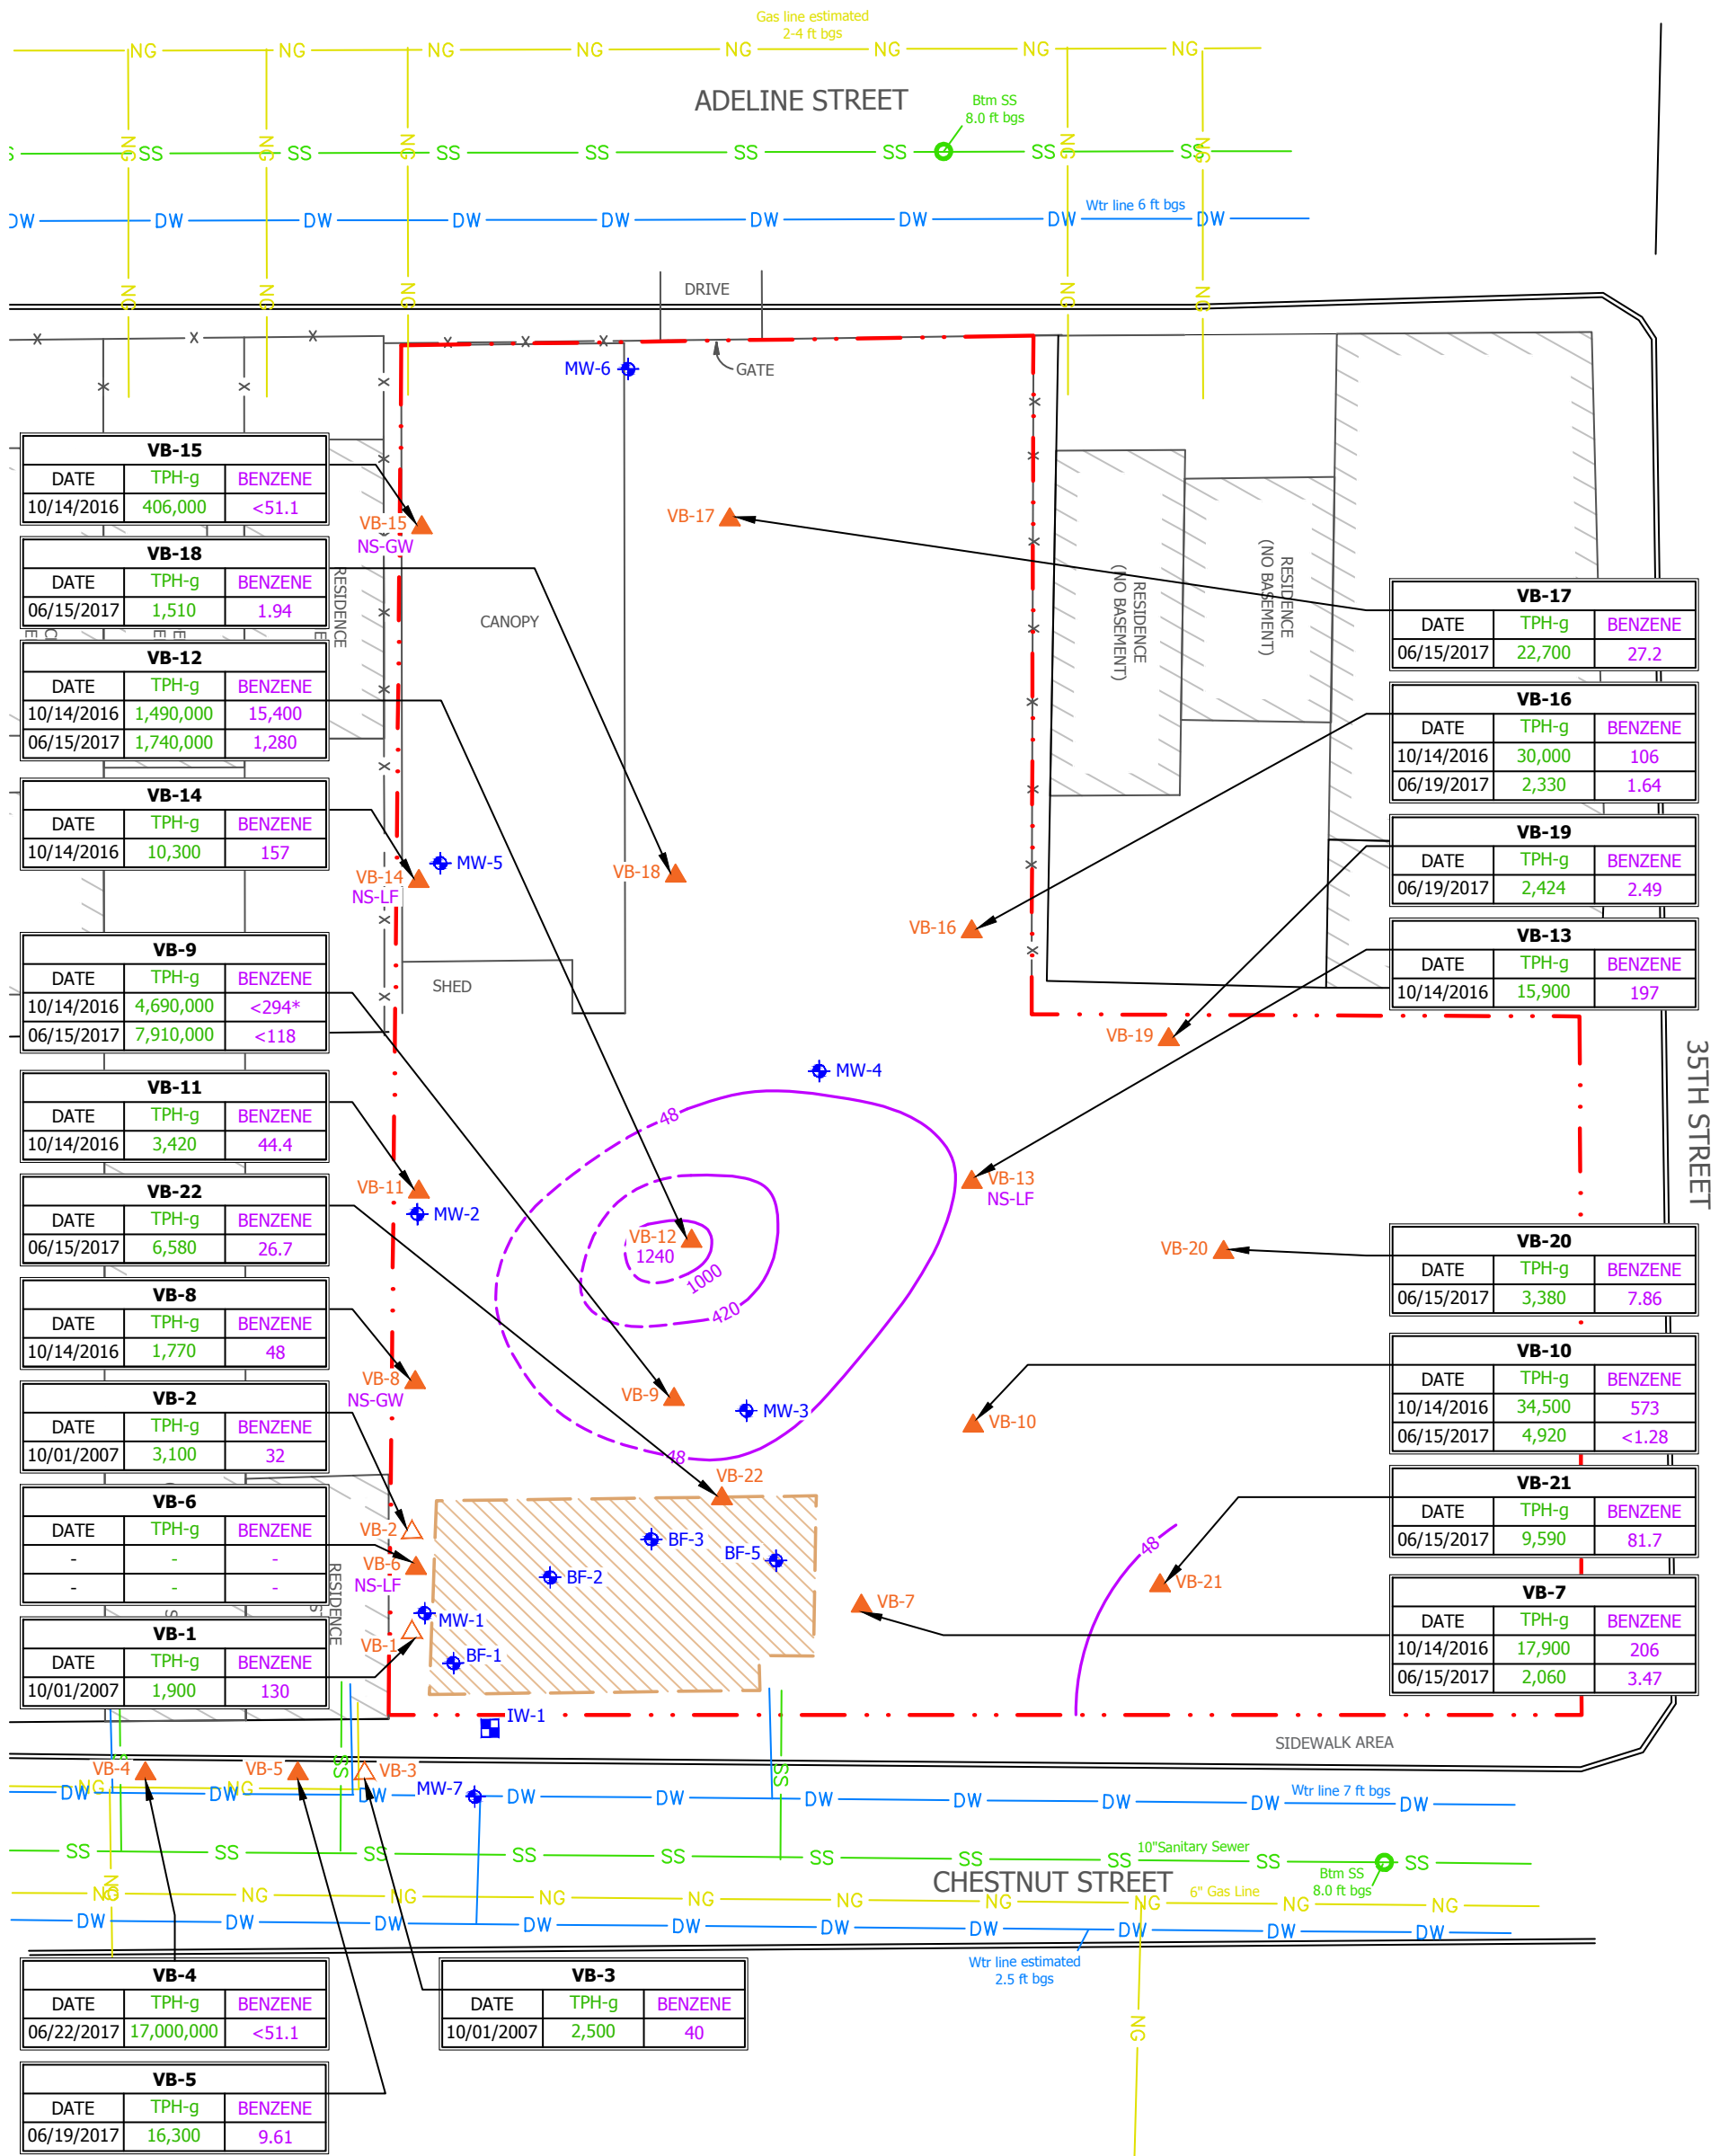 Gas line estimated
2-4 ft bgs
NG NG NG NG NG NG NG NG
ADELINE STREET
Btm SS
8.0 ft bgs
SS SS SS SS SS SS SS SS
NG NG NG NG NG
Wtr line 6 ft bgs
DW DW DW DW DW DW DW DW DW
NG NG NG NG NG
DRIVE
GATE
MW-6
VB-15
DATE TPH-g BENZENE
10/14/2016 406,000 <51.1
VB-15
NS-GW
VB-17
VB-18
DATE TPH-g BENZENE
06/15/2017 1,510 1.94
RESIDENCE
CANOPY
RESIDENCE
(NO BASEMENT)
RESIDENCE
(NO BASEMENT)
VB-17
DATE TPH-g BENZENE
06/15/2017 22,700 27.2
VB-12
DATE TPH-g BENZENE
10/14/2016 1,490,000 15,400
06/15/2017 1,740,000 1,280
VB-16
DATE TPH-g BENZENE
10/14/2016 30,000 106
06/19/2017 2,330 1.64
VB-14
DATE TPH-g BENZENE
10/14/2016 10,300 157
VB-14
NS-LF
MW-5
VB-18
VB-16
VB-19
DATE TPH-g BENZENE
06/19/2017 2,424 2.49
VB-9
DATE TPH-g BENZENE
10/14/2016 4,690,000 <294*
06/15/2017 7,910,000 <118
SHED
VB-13
DATE TPH-g BENZENE
10/14/2016 15,900 197
VB-19
MW-4
35TH STREET
VB-11
DATE TPH-g BENZENE
10/14/2016 3,420 44.4
48
VB-11
MW-2
VB-13
NS-LF
VB-22
DATE TPH-g BENZENE
06/15/2017 6,580 26.7
VB-12
1240
1000
420
VB-20
VB-20
DATE TPH-g BENZENE
06/15/2017 3,380 7.86
VB-8
DATE TPH-g BENZENE
10/14/2016 1,770 48
VB-8
NS-GW
VB-9
MW-3
VB-10
48
VB-10
DATE TPH-g BENZENE
10/14/2016 34,500 573
06/15/2017 4,920 <1.28
VB-2
DATE TPH-g BENZENE
10/01/2007 3,100 32
VB-22
VB-21
DATE TPH-g BENZENE
06/15/2017 9,590 81.7
VB-6
DATE TPH-g BENZENE
- - -
- - -
VB-2
VB-6
NS-LF
BF-3
BF-5
BF-2
48
VB-21
VB-7
MW-1
VB-1
BF-1
RESIDENCE
VB-7
DATE TPH-g BENZENE
10/14/2016 17,900 206
06/15/2017 2,060 3.47
VB-1
DATE TPH-g BENZENE
10/01/2007 1,900 130
IW-1
SIDEWALK AREA
VB-4
VB-5
VB-3
SS
SS
NG NG
MW-7
Wtr line 7 ft bgs
DW DW DW DW DW DW DW DW DW DW
10"Sanitary Sewer
SS SS SS SS SS SS SS SS SS SS
CHESTNUT STREET
Btm SS
8.0 ft bgs
6" Gas Line
NG
NG NG NG NG NG NG NG NG NG NG
DW DW DW DW DW DW DW DW DW DW
Wtr line estimated
2.5 ft bgs
NG
VB-4
DATE TPH-g BENZENE
06/22/2017 17,000,000 <51.1
VB-3
DATE TPH-g BENZENE
10/01/2007 2,500 40
VB-5
DATE TPH-g BENZENE
06/19/2017 16,300 9.61